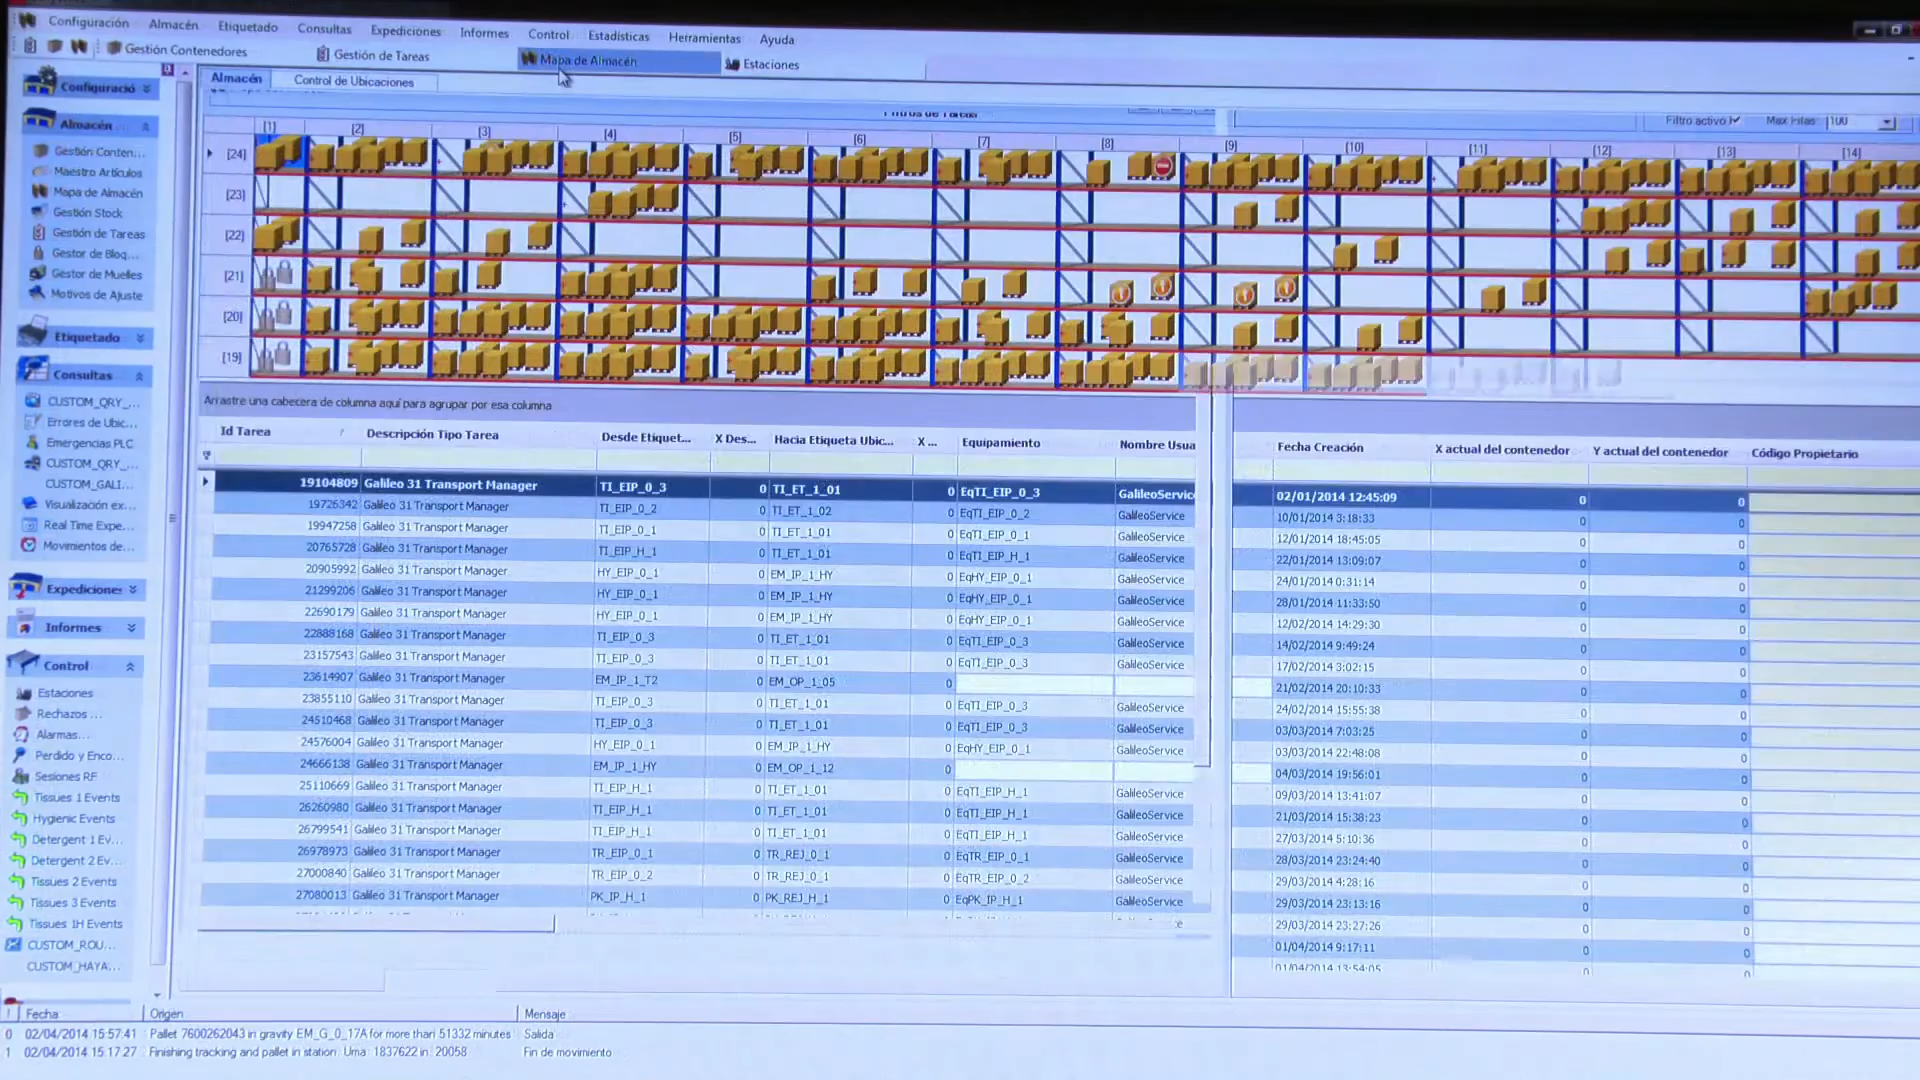 Configuración Almacén Etiquetado Consultas Expediciones Informes Control Estadísticas Herramientas Ayuda
Gestión Contenedores Gestión de Tareas Mapa de Almacén Estaciones
Almacén Control de Ubicaciones
Filtro activo Max Filas 100
[1] [2] [3] [4] [5] [6] [7] [8] [9] [10] [11] [12] [13] [14]
[24]
[23]
[22]
[21]
[20]
[19]
Configuració
Almacén
Gestión Conten...
Maestro Artículos
Mapa de Almacén
Gestión Stock
Gestión de Tareas
Gestor de Bloq...
Gestor de Muelles
Motivos de Ajuste
Etiquetado
Consultas
CUSTOM_QRY_...
Errores de Ubic...
Emergencias PLC
CUSTOM_QRY_...
CUSTOM_GALI...
Visualización ex...
Real Time Expe...
Movimientos de...
Expediciones
Informes
Control
Estaciones
Rechazos ...
Alarmas...
Perdido y Enco...
Sesiones RF
Tissues 1 Events
Hygienic Events
Detergent 1 Ev...
Detergent 2 Ev...
Tissues 2 Events
Tissues 3 Events
Tissues 1H Events
CUSTOM_ROU...
CUSTOM_HAYA...
Arrastre una cabecera de columna aquí para agrupar por esa columna
Id Tarea Descripción Tipo Tarea Desde Etiquet... X Des... Hacia Etiqueta Ubic... X ... Equipamiento Nombre Usua Fecha Creación X actual del contenedor Y actual del contenedor Código Propietario
19104809 Galileo 31 Transport Manager TI_EIP_0_3 0 TI_ET_1_01 0 EqTI_EIP_0_3 GalileoService 02/01/2014 12:45:09 0 0
19726342 Galileo 31 Transport Manager TI_EIP_0_2 0 TI_ET_1_02 0 EqTI_EIP_0_2 GalileoService 10/01/2014 3:18:33 0 0
19947258 Galileo 31 Transport Manager TI_EIP_0_1 0 TI_ET_1_01 0 EqTI_EIP_0_1 GalileoService 12/01/2014 18:45:05 0 0
20765728 Galileo 31 Transport Manager TI_EIP_H_1 0 TI_ET_1_01 0 EqTI_EIP_H_1 GalileoService 22/01/2014 13:09:07 0 0
20905992 Galileo 31 Transport Manager HY_EIP_0_1 0 EM_IP_1_HY 0 EqHY_EIP_0_1 GalileoService 24/01/2014 0:31:14 0 0
21299206 Galileo 31 Transport Manager HY_EIP_0_1 0 EM_IP_1_HY 0 EqHY_EIP_0_1 GalileoService 28/01/2014 11:33:50 0 0
22690179 Galileo 31 Transport Manager HY_EIP_0_1 0 EM_IP_1_HY 0 EqHY_EIP_0_1 GalileoService 12/02/2014 14:29:30 0 0
22888168 Galileo 31 Transport Manager TI_EIP_0_3 0 TI_ET_1_01 0 EqTI_EIP_0_3 GalileoService 14/02/2014 9:49:24 0 0
23157543 Galileo 31 Transport Manager TI_EIP_0_3 0 TI_ET_1_01 0 EqTI_EIP_0_3 GalileoService 17/02/2014 3:02:15 0 0
23614907 Galileo 31 Transport Manager EM_IP_1_T2 0 EM_OP_1_05 0 21/02/2014 20:10:33 0 0
23855110 Galileo 31 Transport Manager TI_EIP_0_3 0 TI_ET_1_01 0 EqTI_EIP_0_3 GalileoService 24/02/2014 15:55:38 0 0
24510468 Galileo 31 Transport Manager TI_EIP_0_3 0 TI_ET_1_01 0 EqTI_EIP_0_3 GalileoService 03/03/2014 7:03:25 0 0
24576004 Galileo 31 Transport Manager HY_EIP_0_1 0 EM_IP_1_HY 0 EqHY_EIP_0_1 GalileoService 03/03/2014 22:48:08 0 0
24666138 Galileo 31 Transport Manager EM_IP_1_HY 0 EM_OP_1_12 0 04/03/2014 19:56:01 0 0
25110669 Galileo 31 Transport Manager TI_EIP_H_1 0 TI_ET_1_01 0 EqTI_EIP_H_1 GalileoService 09/03/2014 13:41:07 0 0
26260980 Galileo 31 Transport Manager TI_EIP_H_1 0 TI_ET_1_01 0 EqTI_EIP_H_1 GalileoService 21/03/2014 15:38:23 0 0
26799541 Galileo 31 Transport Manager TI_EIP_H_1 0 TI_ET_1_01 0 EqTI_EIP_H_1 GalileoService 27/03/2014 5:10:36 0 0
26978973 Galileo 31 Transport Manager TR_EIP_0_1 0 TR_REJ_0_1 0 EqTR_EIP_0_1 GalileoService 28/03/2014 23:24:40 0 0
27000840 Galileo 31 Transport Manager TR_EIP_0_2 0 TR_REJ_0_1 0 EqTR_EIP_0_2 GalileoService 29/03/2014 4:28:16 0 0
27080013 Galileo 31 Transport Manager PK_IP_H_1 0 PK_REJ_H_1 0 EqPK_IP_H_1 GalileoService 29/03/2014 23:13:16 0 0
29/03/2014 23:27:26 0 0
01/04/2014 9:17:11 0 0
01/04/2014 13:54:05 0 0
! Fecha Origen Mensaje
0 02/04/2014 15:57:41 Pallet 7600262043 in gravity EM_G_0_17A for more than 51332 minutes Salida
1 02/04/2014 15:17:27 Finishing tracking and pallet in station. Uma: 1837622 in: 20058 Fin de movimiento